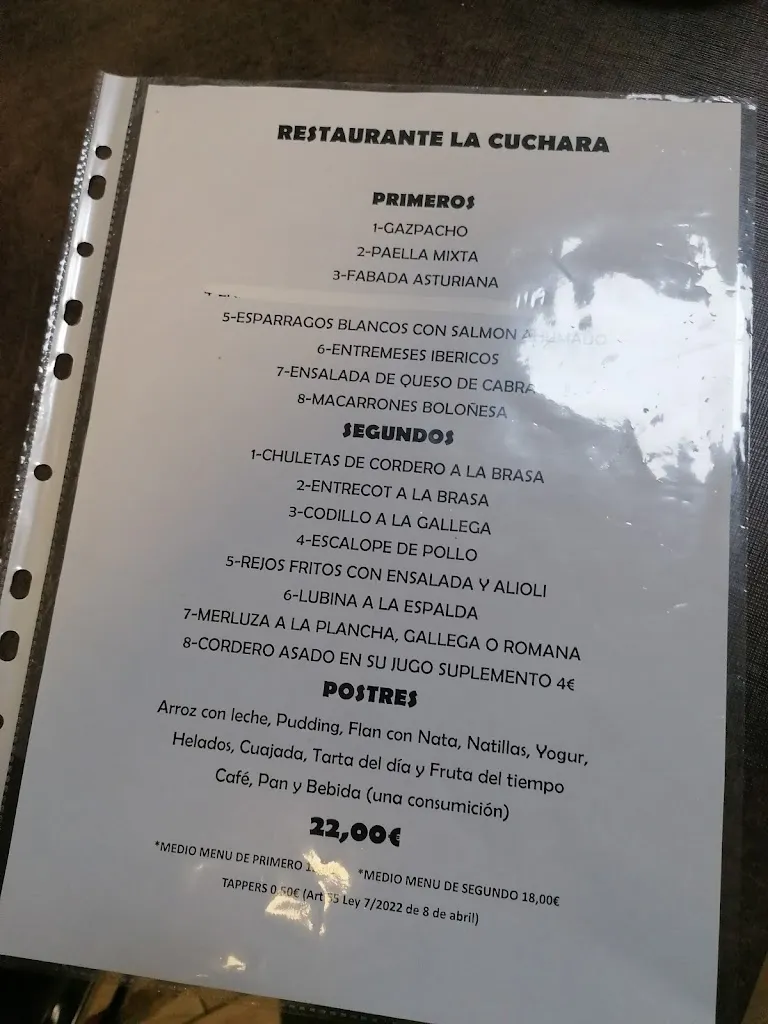 RESTAURANTE LA CUCHARA
PRIMEROS
1-GAZPACHO
2-PAELLA MIXTA
3-FABADA ASTURIANA
5-ESPARRAGOS BLANCOS CON SALMON AHUMADO
6-ENTREMESES IBERICOS
7-ENSALADA DE QUESO DE CABRA
8-MACARRONES BOLOÑESA
SEGUNDOS
1-CHULETAS DE CORDERO A LA BRASA
2-ENTRECOT A LA BRASA
3-CODILLO A LA GALLEGA
4-ESCALOPE DE POLLO
5-REJOS FRITOS CON ENSALADA Y ALIOLI
6-LUBINA A LA ESPALDA
7-MERLUZA A LA PLANCHA, GALLEGA O ROMANA
8-CORDERO ASADO EN SU JUGO SUPLEMENTO 4€
POSTRES
Arroz con leche, Pudding, Flan con Nata, Natillas, Yogur,
Helados, Cuajada, Tarta del día y Fruta del tiempo
Café, Pan y Bebida (una consumición)
22,00€
*MEDIO MENU DE PRIMERO *MEDIO MENU DE SEGUNDO 18,00€
TAPPERS 0,50€ (Art 55 Ley 7/2022 de 8 de abril)